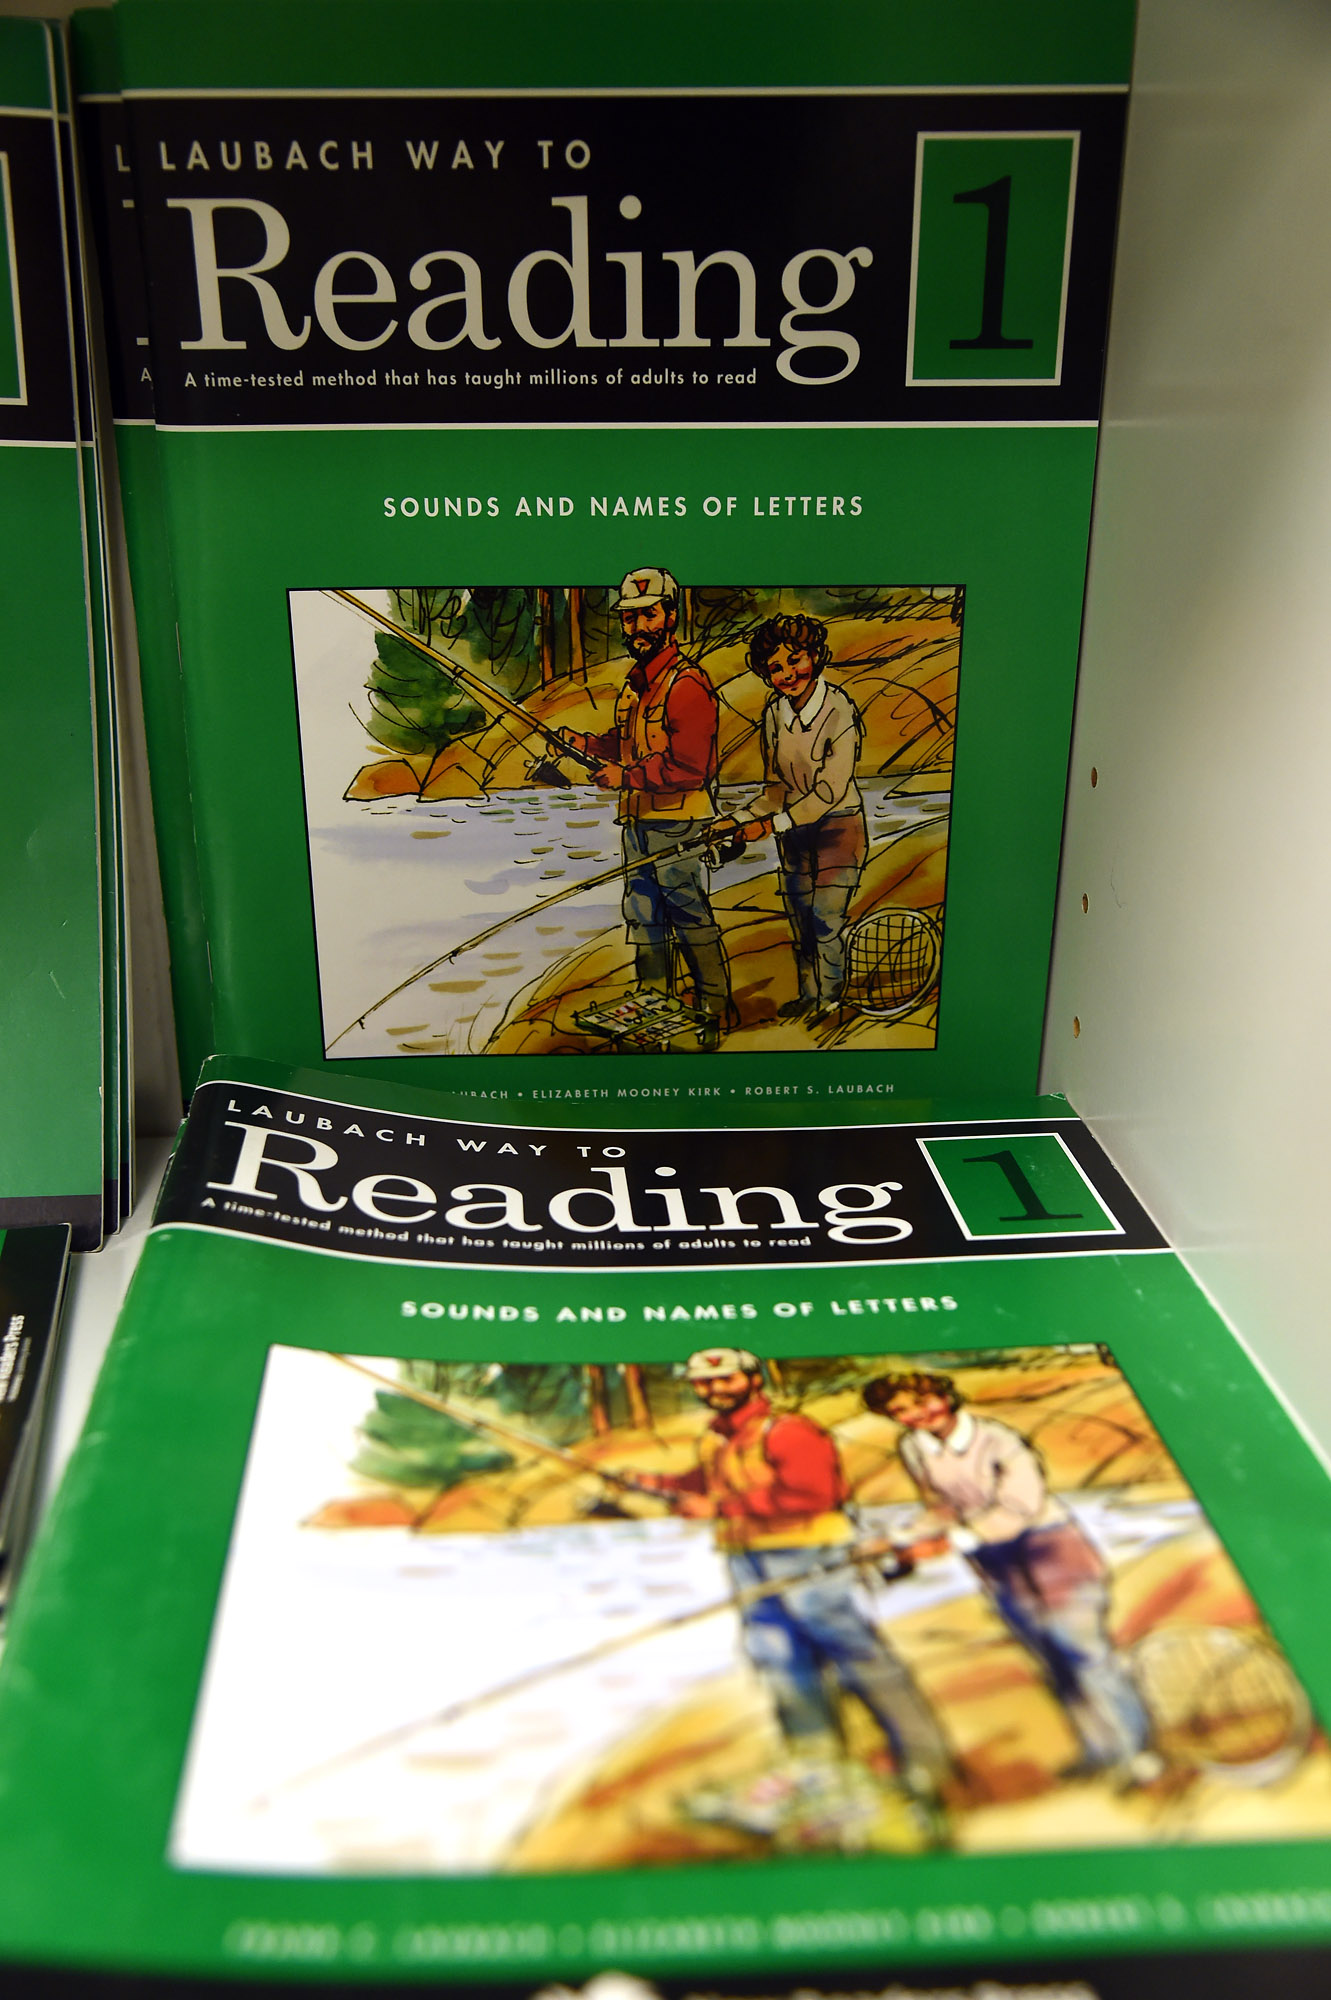 LAUBACH WAY TO
Reading
1
A time-tested method that has taught millions of adults to read
SOUNDS AND NAMES OF LETTERS
LAUBACH • ELIZABETH MOONEY KIRK • ROBERT S. LAUBACH
LAUBACH WAY TO
Reading
1
A time-tested method that has taught millions of adults to read
SOUNDS AND NAMES OF LETTERS